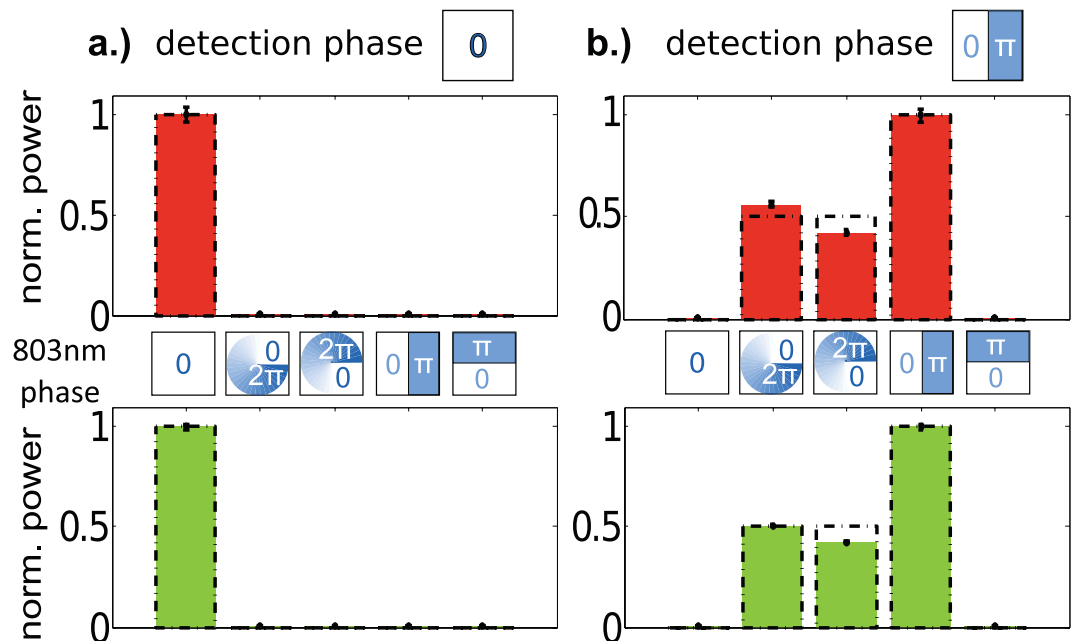 a.) detection phase 0
b.) detection phase 0 π
norm. power
1
0.5
0
1
0.5
0
803nm
phase
0
0
2π
2π
0
0 π
π
0
0
0
2π
2π
0
0 π
π
0
norm. power
1
0.5
0
1
0.5
0